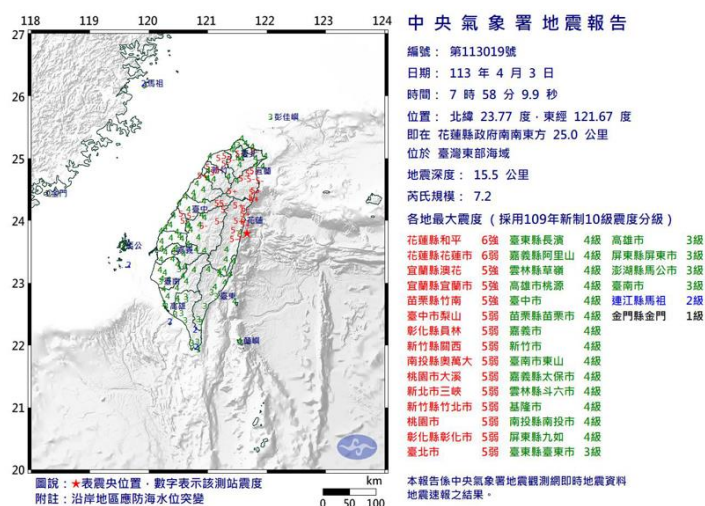 118 119 120 121 122 123 124
27
26
25
24
23
22
21
20
馬祖
彭佳嶼
金門
宜蘭
臺中
花蓮
馬公
臺南
高雄
臺東
蘭嶼
km
0 50 100
圖說：★表震央位置，數字表示該測站震度
附註：沿岸地區應防海水位突變
中央氣象署地震報告
編號： 第113019號
日期： 113 年 4 月 3 日
時間： 7 時 58 分 9.9 秒
位置： 北緯 23.77 度．東經 121.67 度
即在 花蓮縣政府南南東方 25.0 公里
位於 臺灣東部海域
地震深度： 15.5 公里
芮氏規模： 7.2
各地最大震度（採用109年新制10級震度分級）
花蓮縣和平 6強 臺東縣長濱 4級 高雄市 3級
花蓮縣花蓮市 6弱 嘉義縣阿里山 4級 屏東縣屏東市 3級
宜蘭縣澳花 5強 雲林縣草嶺 4級 澎湖縣馬公市 3級
宜蘭縣宜蘭市 5強 高雄市桃源 4級 臺南市 3級
苗栗縣竹南 5強 臺中市 4級 連江縣馬祖 2級
臺中市梨山 5弱 苗栗縣苗栗市 4級 金門縣金門 1級
彰化縣員林 5弱 嘉義市 4級
新竹縣關西 5弱 新竹市 4級
南投縣奧萬大 5弱 臺南市東山 4級
桃園市大溪 5弱 嘉義縣太保市 4級
新北市三峽 5弱 雲林縣斗六市 4級
新竹縣竹北市 5弱 基隆市 4級
桃園市 5弱 南投縣南投市 4級
彰化縣彰化市 5弱 屏東縣九如 4級
臺北市 5弱 臺東縣臺東市 3級
本報告係中央氣象署地震觀測網即時地震資料
地震速報之結果。